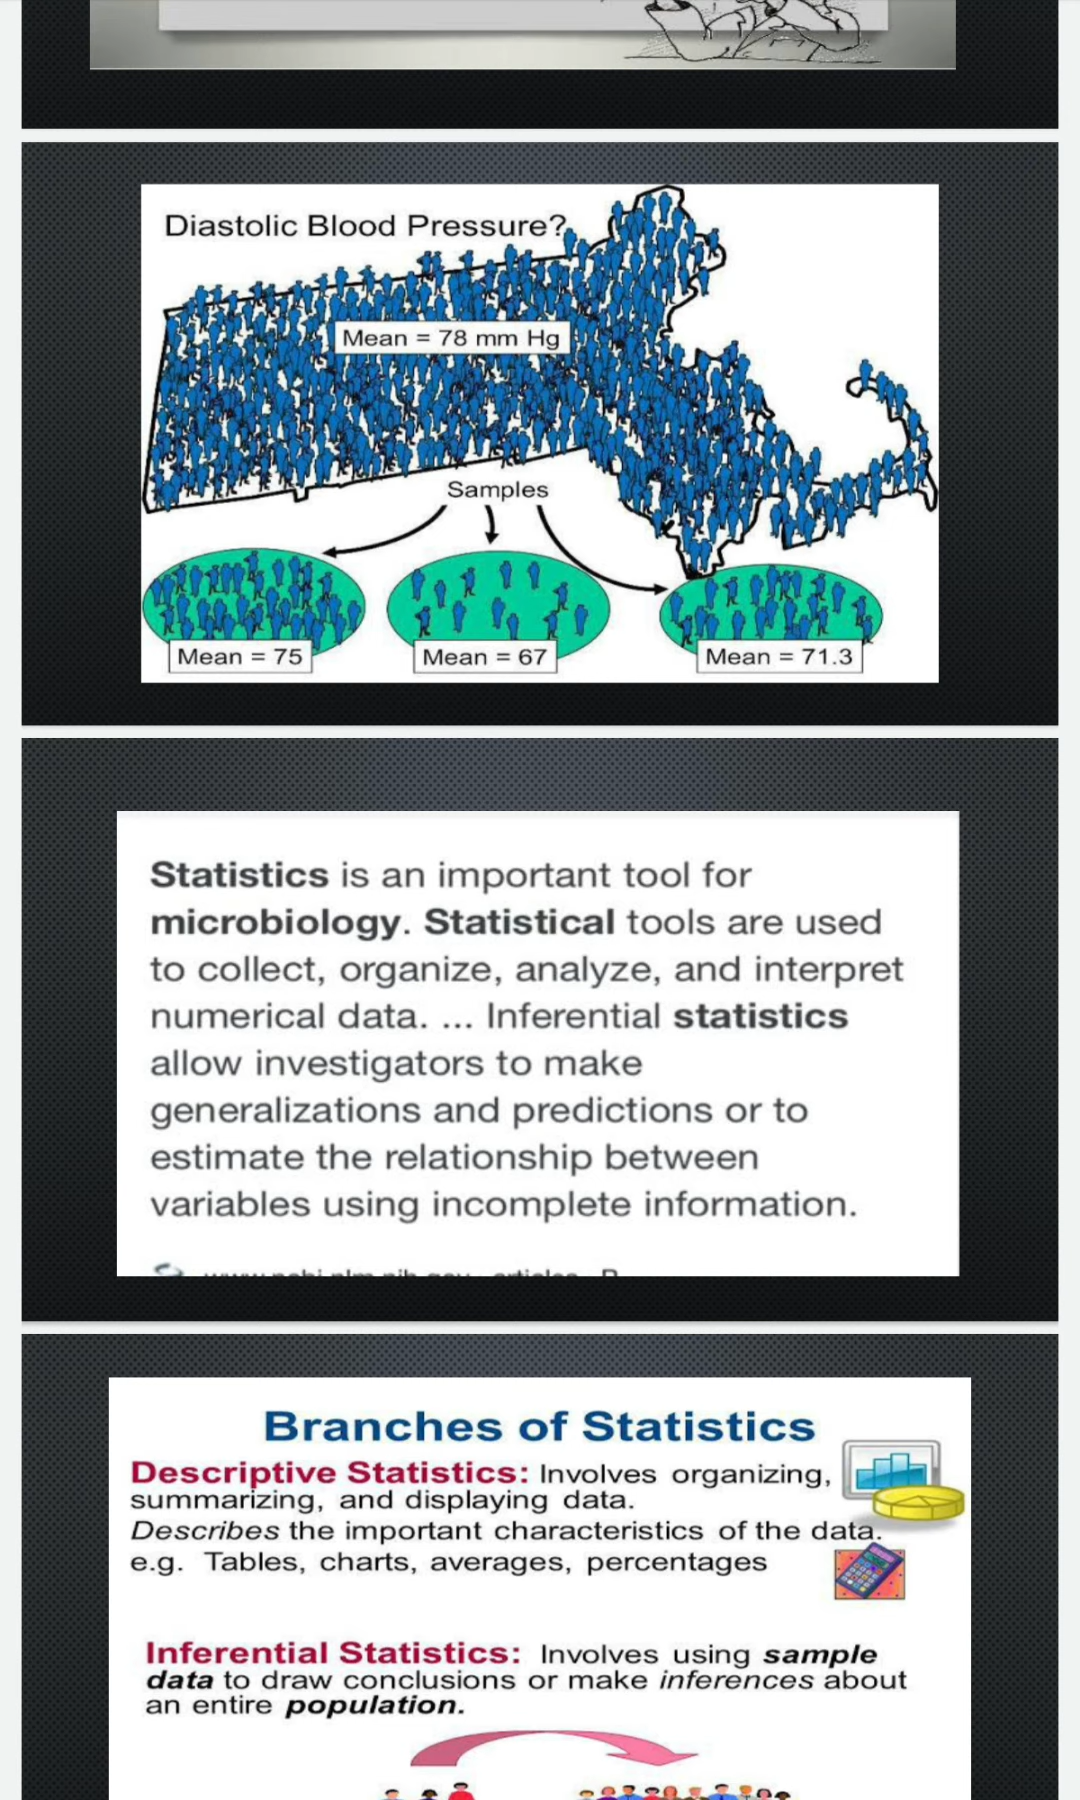 Diastolic Blood Pressure?
Mean = 78 mm Hg
Samples
Mean = 75
Mean = 67
Mean = 71.3
Statistics is an important tool for
microbiology. Statistical tools are used
to collect, organize, analyze, and interpret
numerical data. ... Inferential statistics
allow investigators to make
generalizations and predictions or to
estimate the relationship between
variables using incomplete information.
Branches of Statistics
Descriptive Statistics: Involves organizing,
summarizing, and displaying data.
Describes the important characteristics of the data.
e.g. Tables, charts, averages, percentages
Inferential Statistics: Involves using sample
data to draw conclusions or make inferences about
an entire population.